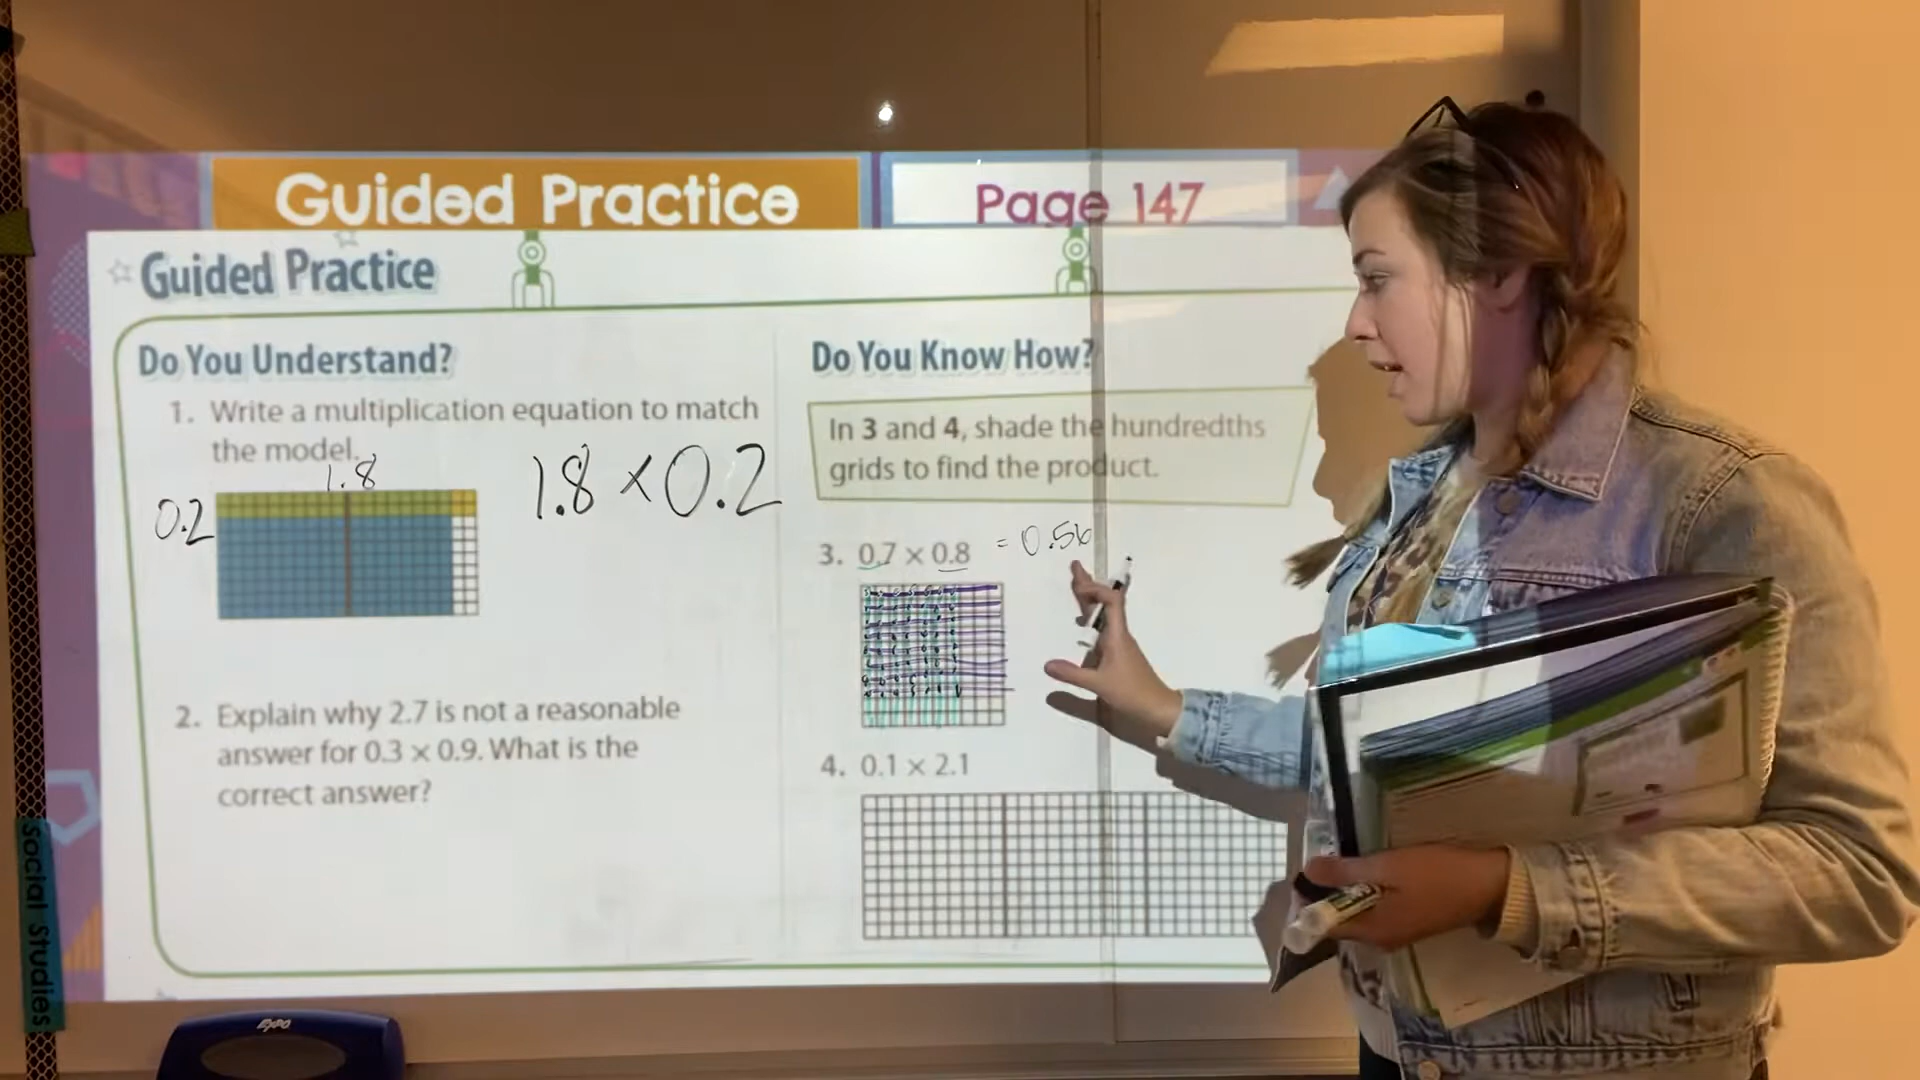 Guided Practice
Page 147
Guided Practice
Do You Understand?
1. Write a multiplication equation to match
the model.
1.8
0.2
1.8 × 0.2
2. Explain why 2.7 is not a reasonable
answer for 0.3 × 0.9. What is the
correct answer?
Do You Know How?
In 3 and 4, shade the hundredths
grids to find the product.
3. 0.7 × 0.8 = 0.56
4. 0.1 × 2.1
Social Studies
EXPO